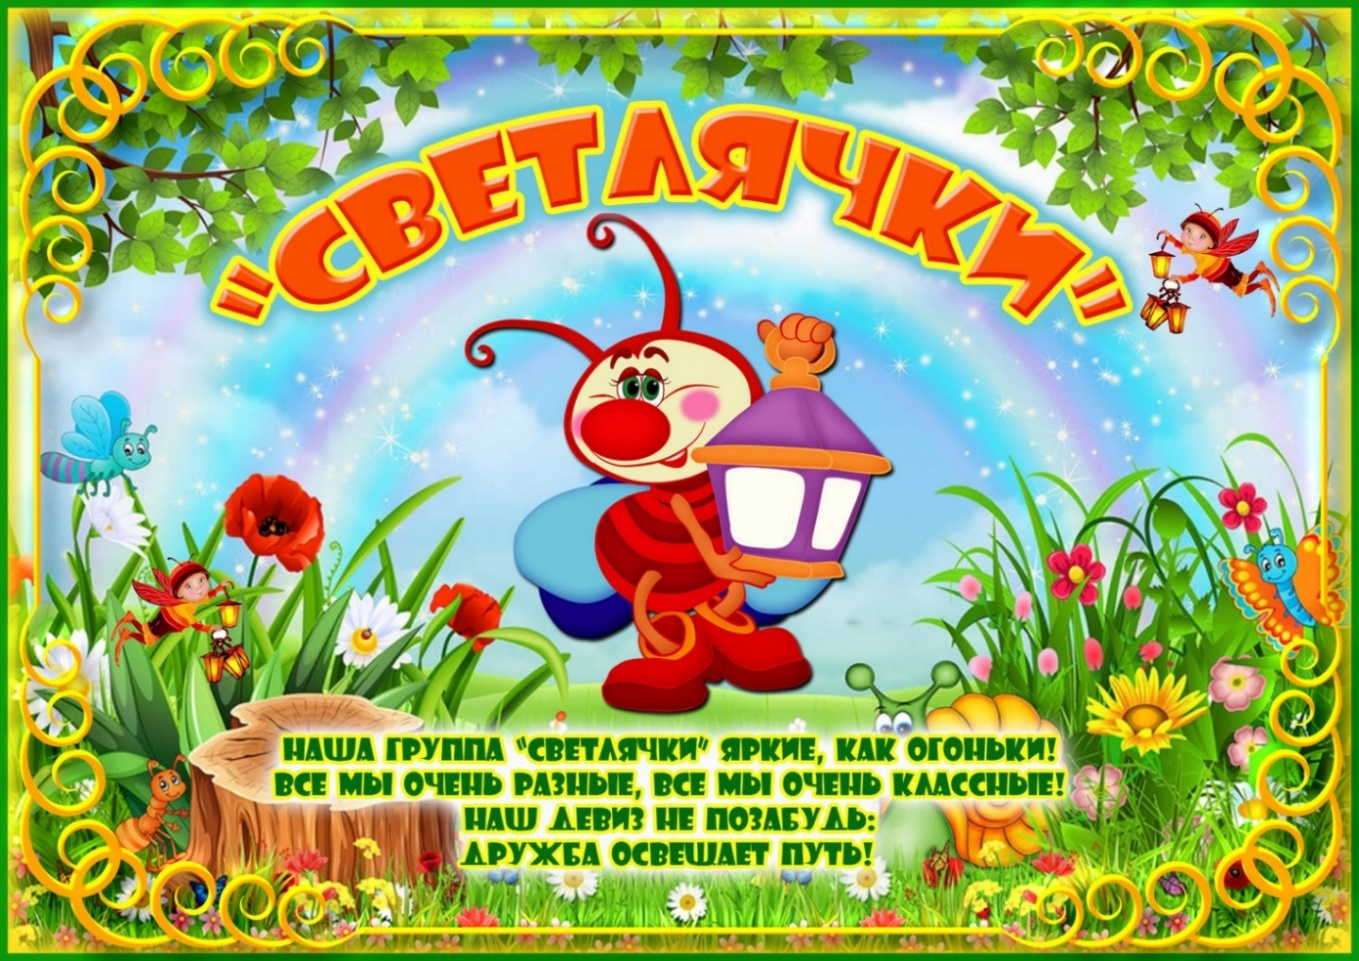 "СВЕТЛЯЧКИ"
НАША ГРУППА "СВЕТЛЯЧКИ" ЯРКИЕ, КАК ОГОНЬКИ!
ВСЕ МЫ ОЧЕНЬ РАЗНЫЕ, ВСЕ МЫ ОЧЕНЬ КЛАССНЫЕ!
НАШ ДЕВИЗ НЕ ПОЗАБУДЬ:
ДРУЖБА ОСВЕЩАЕТ ПУТЬ!